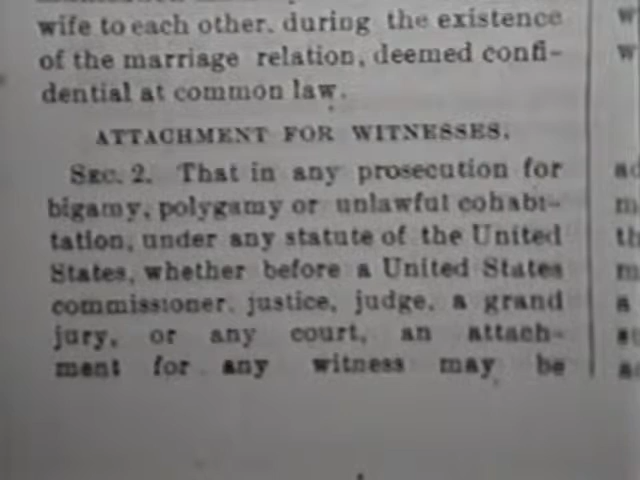 wife to each other, during the existence
of the marriage relation, deemed confi-
dential at common law.
ATTACHMENT FOR WITNESSES.
SEC. 2. That in any prosecution for
bigamy, polygamy or unlawful cohabi-
tation, under any statute of the United
States, whether before a United States
commissioner, justice, judge, a grand
jury, or any court, an attach-
ment for any witness may be